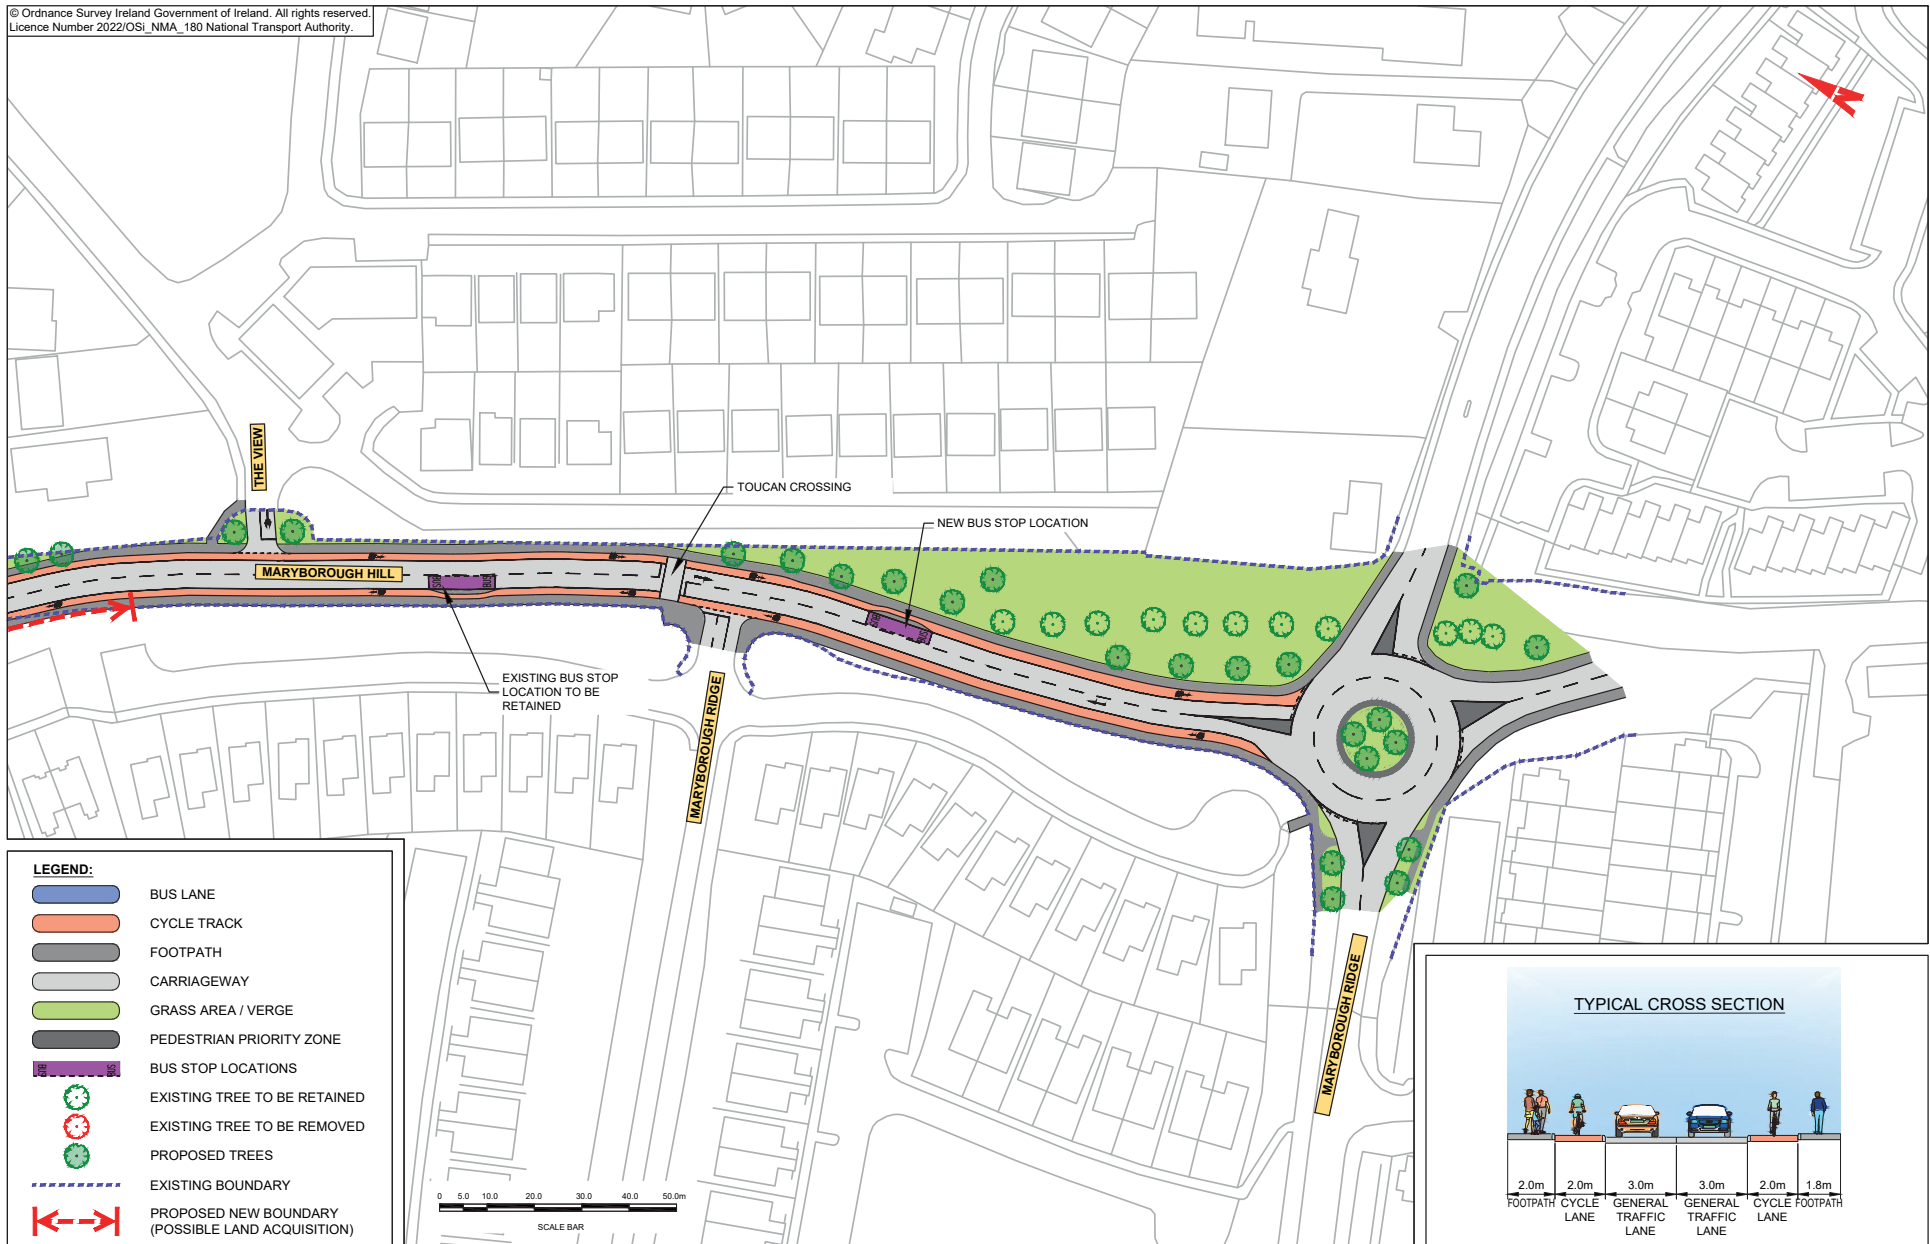 © Ordnance Survey Ireland Government of Ireland. All rights reserved.
Licence Number 2022/OSi_NMA_180 National Transport Authority.
THE VIEW
TOUCAN CROSSING
NEW BUS STOP LOCATION
MARYBOROUGH HILL
BUS
BUS
BUS
BUS
EXISTING BUS STOP
LOCATION TO BE
RETAINED
MARYBOROUGH RIDGE
MARYBOROUGH RIDGE
LEGEND:
BUS LANE
CYCLE TRACK
FOOTPATH
CARRIAGEWAY
GRASS AREA / VERGE
PEDESTRIAN PRIORITY ZONE
BUS BUS
BUS STOP LOCATIONS
EXISTING TREE TO BE RETAINED
EXISTING TREE TO BE REMOVED
PROPOSED TREES
EXISTING BOUNDARY
PROPOSED NEW BOUNDARY
(POSSIBLE LAND ACQUISITION)
0 5.0 10.0 20.0 30.0 40.0 50.0m
SCALE BAR
TYPICAL CROSS SECTION
2.0m 2.0m 3.0m 3.0m 2.0m 1.8m
FOOTPATH CYCLE GENERAL GENERAL CYCLE FOOTPATH
LANE TRAFFIC TRAFFIC LANE
LANE LANE
N